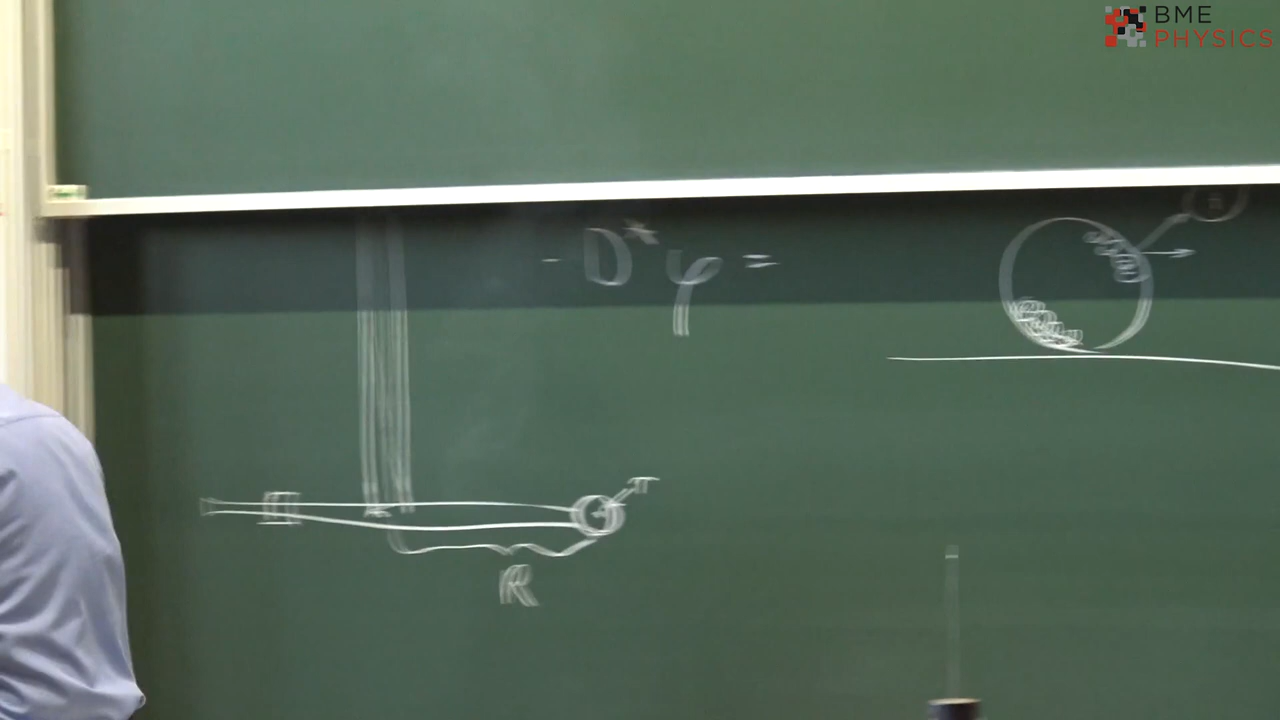 BME
PHYSICS
- D* φ =
m
R